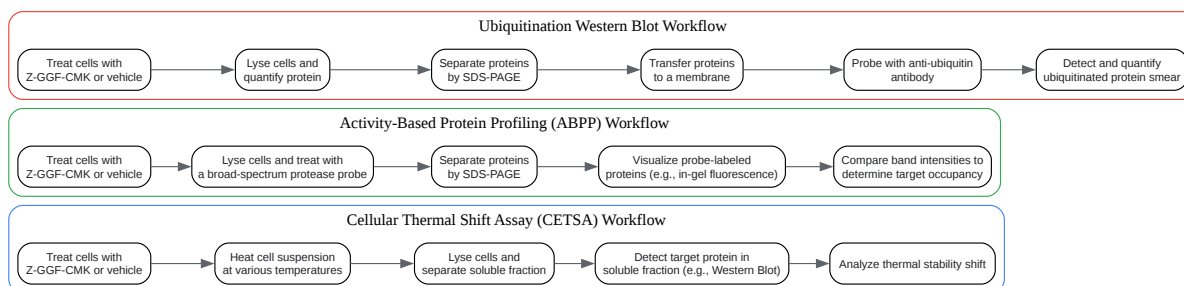 Ubiquitination Western Blot Workflow
Treat cells with
Z-GGF-CMK or vehicle
Lyse cells and
quantify protein
Separate proteins
by SDS-PAGE
Transfer proteins
to a membrane
Probe with anti-ubiquitin
antibody
Detect and quantify
ubiquitinated protein smear
Activity-Based Protein Profiling (ABPP) Workflow
Treat cells with
Z-GGF-CMK or vehicle
Lyse cells and treat with
a broad-spectrum protease probe
Separate proteins
by SDS-PAGE
Visualize probe-labeled
proteins (e.g., in-gel fluorescence)
Compare band intensities to
determine target occupancy
Cellular Thermal Shift Assay (CETSA) Workflow
Treat cells with
Z-GGF-CMK or vehicle
Heat cell suspension
at various temperatures
Lyse cells and
separate soluble fraction
Detect target protein in
soluble fraction (e.g., Western Blot)
Analyze thermal stability shift